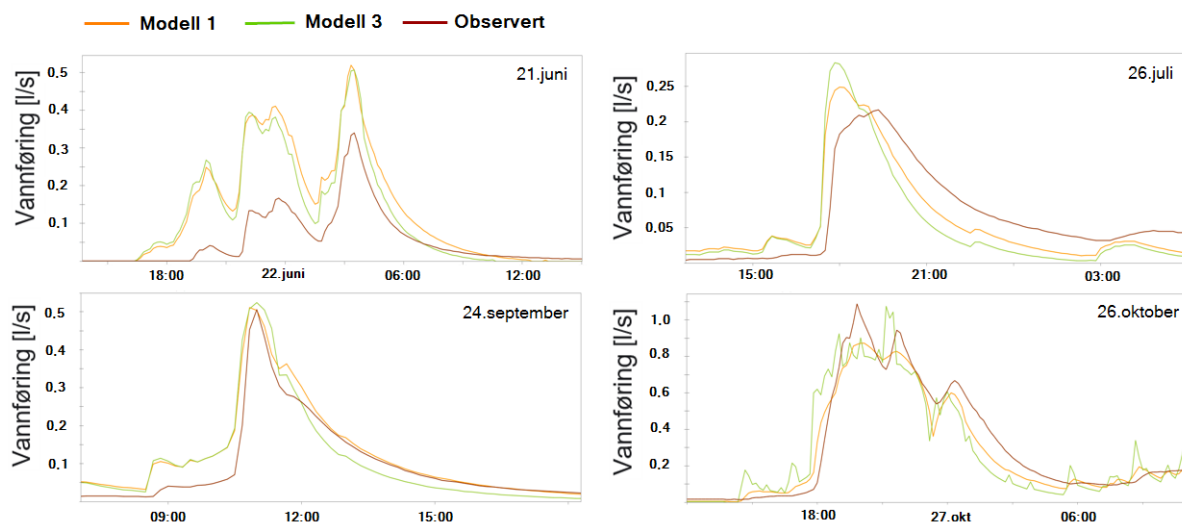 Modell 1 Modell 3 Observert
21.juni
Vannføring [l/s]
0,5
0,4
0,3
0,2
0,1
18:00 22.juni 06:00 12:00
26.juli
Vannføring [l/s]
0,25
0,20
0,15
0,1
0,05
15:00 21:00 03:00
24.september
Vannføring [l/s]
0,5
0,4
0,3
0,2
0,1
09:00 12:00 15:00
26.oktober
Vannføring [l/s]
1,0
0,8
0,6
0,4
0,2
18:00 27.okt 06:00